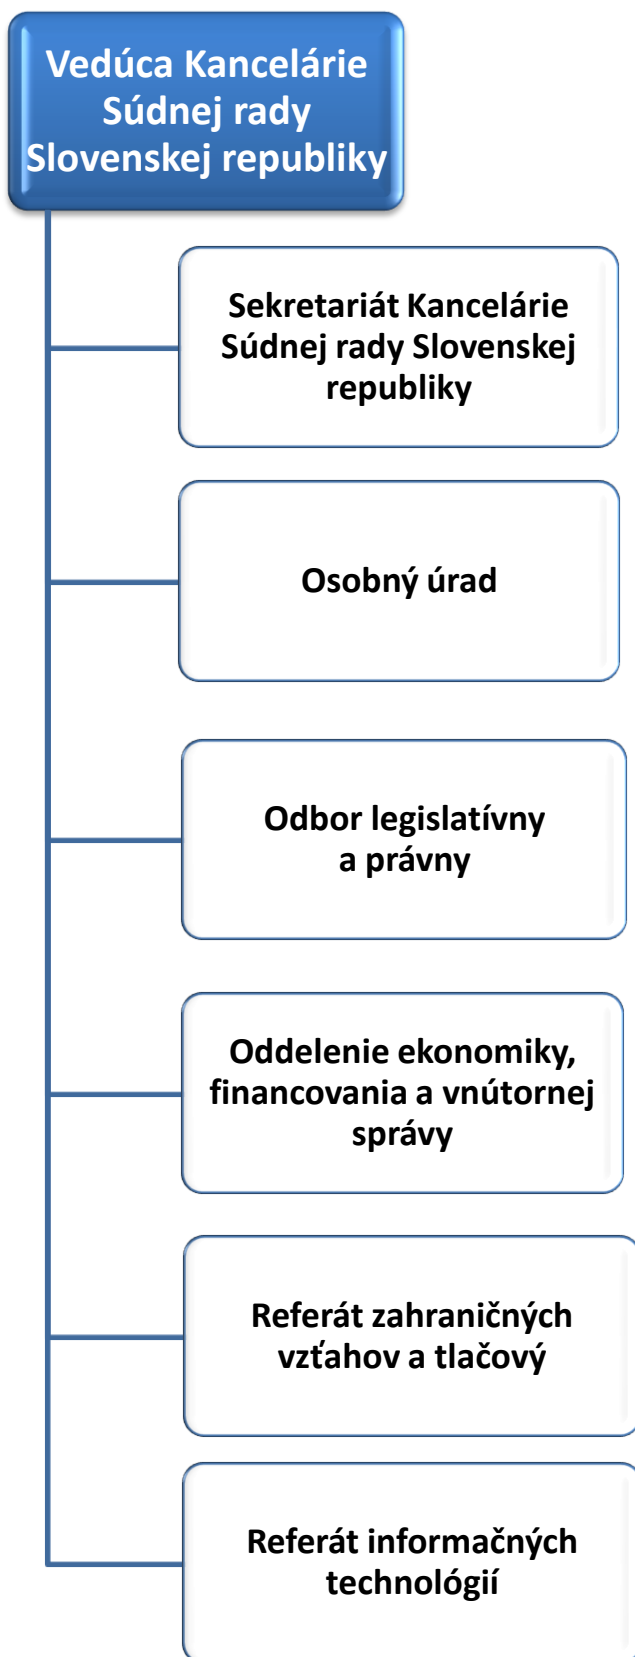 Vedúca Kancelárie
Súdnej rady
Slovenskej republiky
Sekretariát Kancelárie
Súdnej rady Slovenskej
republiky
Osobný úrad
Odbor legislatívny
a právny
Oddelenie ekonomiky,
financovania a vnútornej
správy
Referát zahraničných
vzťahov a tlačový
Referát informačných
technológií